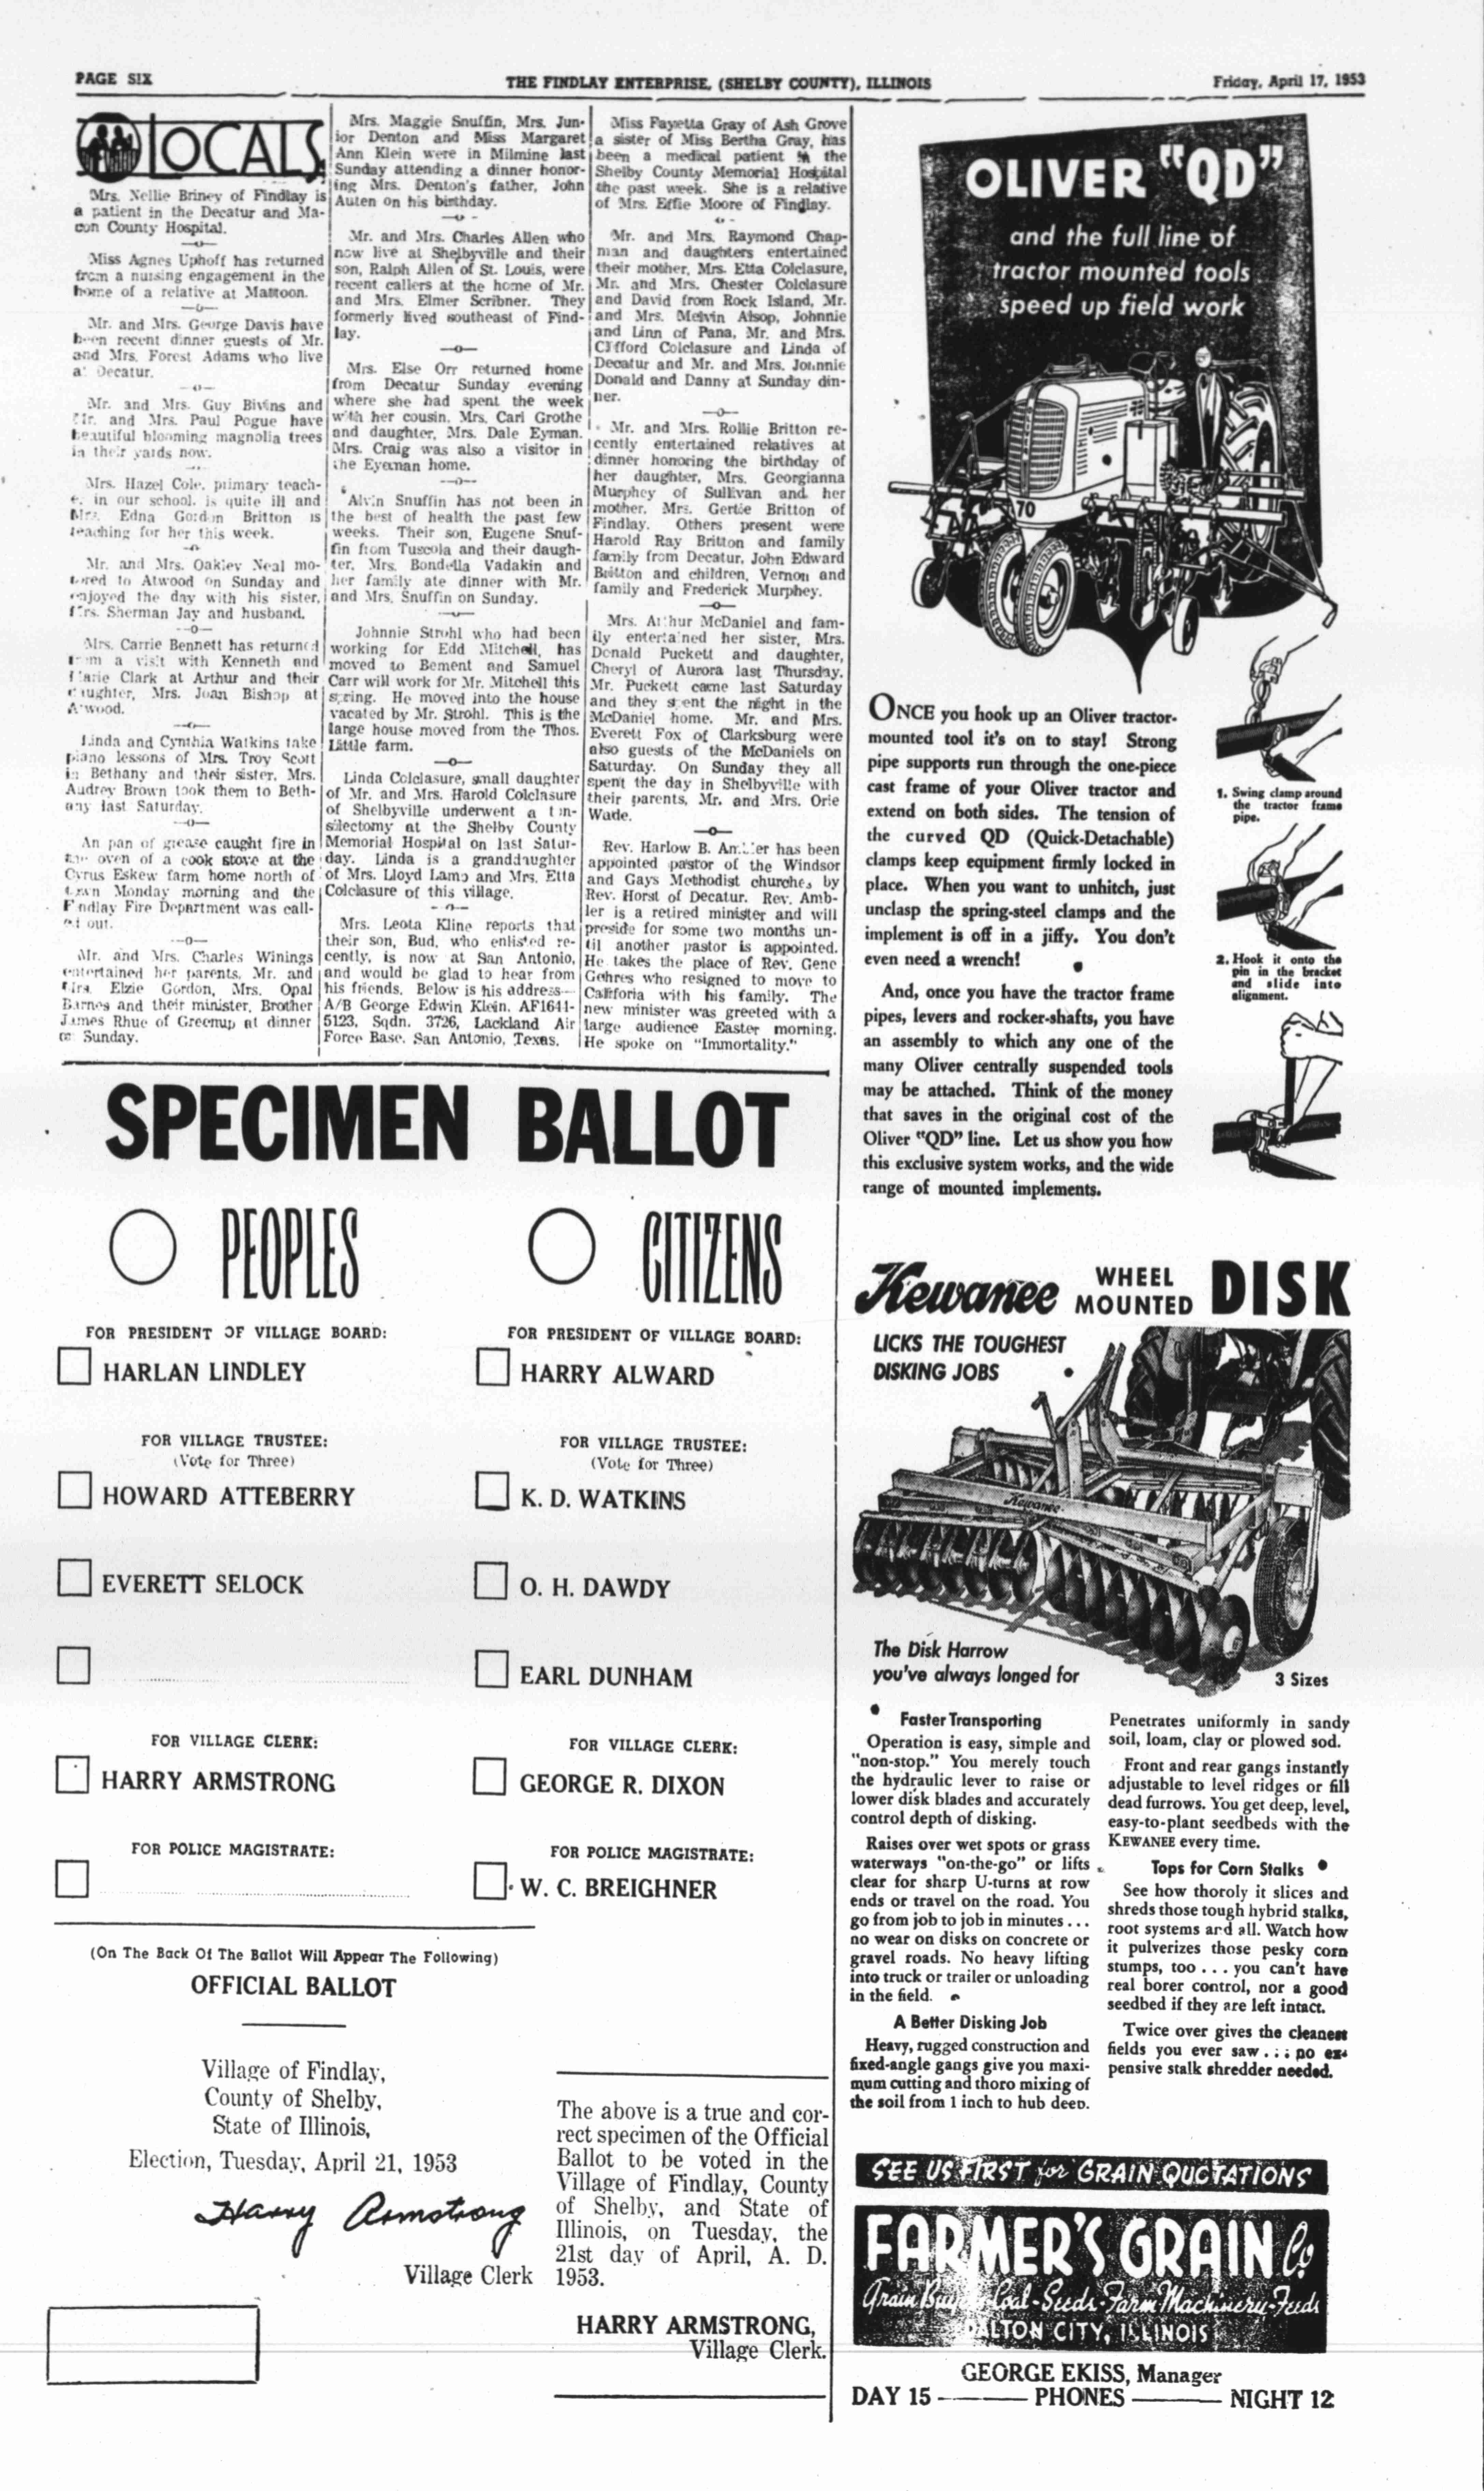 PAGE SIX
THE FINDLAY ENTERPRISE, (SHELBY COUNTY), ILLINOIS
Friday, April 17, 1953
LOCALS
Mrs. Nellie Briney of Findlay is
a patient in the Decatur and Ma-
con County Hospital.
—o—
Miss Agnes Uphoff has returned
from a nursing engagement in the
home of a relative at Mattoon.
—o—
Mr. and Mrs. George Davis have
been recent dinner guests of Mr.
and Mrs. Forest Adams who live
at Decatur.
—o—
Mr. and Mrs. Guy Bivins and
Mr. and Mrs. Paul Pogue have
beautiful blooming magnolia trees
in their yards now.
Mrs. Hazel Cole, primary teach-
er in our school, is quite ill and
Mrs. Edna Gordon Britton is
teaching for her this week.
—o—
Mr. and Mrs. Oakley Neal mo-
tored to Atwood on Sunday and
enjoyed the day with his sister,
Mrs. Sherman Jay and husband.
—o—
Mrs. Carrie Bennett has returned
from a visit with Kenneth and
Marie Clark at Arthur and their
daughter, Mrs. Joan Bishop at
Atwood.
—o—
Linda and Cynthia Watkins take
piano lessons of Mrs. Troy Scott
in Bethany and their sister, Mrs.
Audrey Brown took them to Beth-
any last Saturday.
—o—
An pan of grease caught fire in
the oven of a cook stove at the
Cyrus Eskew farm home north of
town Monday morning and the
Findlay Fire Department was call-
ed out.
—o—
Mr. and Mrs. Charles Winings
entertained her parents, Mr. and
Mrs. Elzie Gordon, Mrs. Opal
Barnes and their minister, Brother
James Rhue of Greenup at dinner
on Sunday.
Mrs. Maggie Snuffin, Mrs. Jun-
ior Denton and Miss Margaret
Ann Klein were in Milmine last
Sunday attending a dinner honor-
ing Mrs. Denton's father, John
Auten on his birthday.
—o—
Mr. and Mrs. Charles Allen who
now live at Shelbyville and their
son, Ralph Allen of St. Louis, were
recent callers at the home of Mr.
and Mrs. Elmer Scribner. They
formerly lived southeast of Find-
lay.
—o—
Mrs. Else Orr returned home
from Decatur Sunday evening
where she had spent the week
with her cousin, Mrs. Carl Grothe
and daughter, Mrs. Dale Eyman.
Mrs. Craig was also a visitor in
the Eyeman home.
—o—
Alvin Snuffin has not been in
the best of health the past few
weeks. Their son, Eugene Snuf-
fin from Tuscola and their daugh-
ter, Mrs. Bondella Vadakin and
her family ate dinner with Mr.
and Mrs. Snuffin on Sunday.
—o—
Johnnie Strohl who had been
working for Edd Mitchell, has
moved to Bement and Samuel
Carr will work for Mr. Mitchell this
spring. He moved into the house
vacated by Mr. Strohl. This is the
large house moved from the Thos.
Little farm.
—o—
Linda Colclasure, small daughter
of Mr. and Mrs. Harold Colclasure
of Shelbyville underwent a ton-
silectomy at the Shelby County
Memorial Hospital on last Satur-
day. Linda is a granddaughter
of Mrs. Lloyd Lamb and Mrs. Etta
Colclasure of this village.
—o—
Mrs. Leota Kline reports that
their son, Bud, who enlisted re-
cently, is now at San Antonio,
and would be glad to hear from
his friends. Below is his address—
A/B George Edwin Klein, AF1641-
5123, Sqdn. 3726, Lackland Air
Force Base, San Antonio, Texas.
Miss Fayetta Gray of Ash Grove
a sister of Miss Bertha Gray, has
been a medical patient in the
Shelby County Memorial Hospital
the past week. She is a relative
of Mrs. Effie Moore of Findlay.
Mr. and Mrs. Raymond Chap-
man and daughters entertained
their mother, Mrs. Etta Colclasure,
Mr. and Mrs. Chester Colclasure
and David from Rock Island, Mr.
and Mrs. Melvin Alsop, Johnnie
and Linn of Pana, Mr. and Mrs.
Clifford Colclasure and Linda of
Decatur and Mr. and Mrs. Johnnie
Donald and Danny at Sunday din-
ner.
—o—
Mr. and Mrs. Rollie Britton re-
cently entertained relatives at
dinner honoring the birthday of
her daughter, Mrs. Georgianna
Murphey of Sullivan and her
mother, Mrs. Gertie Britton of
Findlay. Others present were
Harold Ray Britton and family
family from Decatur, John Edward
Britton and children, Vernon and
family and Frederick Murphey.
—o—
Mrs. Arthur McDaniel and fam-
ily entertained her sister, Mrs.
Donald Puckett and daughter,
Cheryl of Aurora last Thursday.
Mr. Puckett came last Saturday
and they spent the night in the
McDaniel home. Mr. and Mrs.
Everett Fox of Clarksburg were
also guests of the McDaniels on
Saturday. On Sunday they all
spent the day in Shelbyville with
their parents, Mr. and Mrs. Orie
Wade.
—o—
Rev. Harlow B. Ambler has been
appointed pastor of the Windsor
and Gays Methodist churches by
Rev. Horst of Decatur. Rev. Amb-
ler is a retired minister and will
preside for some two months un-
til another pastor is appointed.
He takes the place of Rev. Gene
Gehres who resigned to move to
Califoria with his family. The
new minister was greeted with a
large audience Easter morning.
He spoke on "Immortality."
SPECIMEN BALLOT
PEOPLES
FOR PRESIDENT OF VILLAGE BOARD:
HARLAN LINDLEY
FOR VILLAGE TRUSTEE:
(Vote for Three)
HOWARD ATTEBERRY
EVERETT SELOCK
FOR VILLAGE CLERK:
HARRY ARMSTRONG
FOR POLICE MAGISTRATE:
CITIZENS
FOR PRESIDENT OF VILLAGE BOARD:
HARRY ALWARD
FOR VILLAGE TRUSTEE:
(Vote for Three)
K. D. WATKINS
O. H. DAWDY
EARL DUNHAM
FOR VILLAGE CLERK:
GEORGE R. DIXON
FOR POLICE MAGISTRATE:
W. C. BREIGHNER
(On The Back Of The Ballot Will Appear The Following)
OFFICIAL BALLOT
Village of Findlay,
County of Shelby,
State of Illinois,
Election, Tuesday, April 21, 1953
Harry Armstrong
Village Clerk
The above is a true and cor-
rect specimen of the Official
Ballot to be voted in the
Village of Findlay, County
of Shelby, and State of
Illinois, on Tuesday, the
21st day of April, A. D.
1953.
HARRY ARMSTRONG,
Village Clerk.
OLIVER "QD"
and the full line of
tractor mounted tools
speed up field work
70
ONCE you hook up an Oliver tractor-
mounted tool it's on to stay! Strong
pipe supports run through the one-piece
cast frame of your Oliver tractor and
extend on both sides. The tension of
the curved QD (Quick-Detachable)
clamps keep equipment firmly locked in
place. When you want to unhitch, just
unclasp the spring-steel clamps and the
implement is off in a jiffy. You don't
even need a wrench!
And, once you have the tractor frame
pipes, levers and rocker-shafts, you have
an assembly to which any one of the
many Oliver centrally suspended tools
may be attached. Think of the money
that saves in the original cost of the
Oliver "QD" line. Let us show you how
this exclusive system works, and the wide
range of mounted implements.
1. Swing clamp around
the tractor frame
pipe.
2. Hook it onto the
pin in the bracket
and slide into
alignment.
Kewanee WHEEL MOUNTED DISK
LICKS THE TOUGHEST
DISKING JOBS
Kewanee
The Disk Harrow
you've always longed for
3 Sizes
Faster Transporting
Operation is easy, simple and
"non-stop." You merely touch
the hydraulic lever to raise or
lower disk blades and accurately
control depth of disking.
Raises over wet spots or grass
waterways "on-the-go" or lifts
clear for sharp U-turns at row
ends or travel on the road. You
go from job to job in minutes . . .
no wear on disks on concrete or
gravel roads. No heavy lifting
into truck or trailer or unloading
in the field.
A Better Disking Job
Heavy, rugged construction and
fixed-angle gangs give you maxi-
mum cutting and thoro mixing of
the soil from 1 inch to hub deep.
Penetrates uniformly in sandy
soil, loam, clay or plowed sod.
Front and rear gangs instantly
adjustable to level ridges or fill
dead furrows. You get deep, level,
easy-to-plant seedbeds with the
KEWANEE every time.
Tops for Corn Stalks
See how thoroly it slices and
shreds those tough hybrid stalks,
root systems and all. Watch how
it pulverizes those pesky corn
stumps, too . . . you can't have
real borer control, nor a good
seedbed if they are left intact.
Twice over gives the cleanest
fields you ever saw . . . no ex-
pensive stalk shredder needed.
SEE US FIRST for GRAIN QUOTATIONS
FARMER'S GRAIN Co.
Grain Coal - Seeds - Farm Machinery - Feeds
DALTON CITY, ILLINOIS
GEORGE EKISS, Manager
DAY 15 —— PHONES —— NIGHT 12